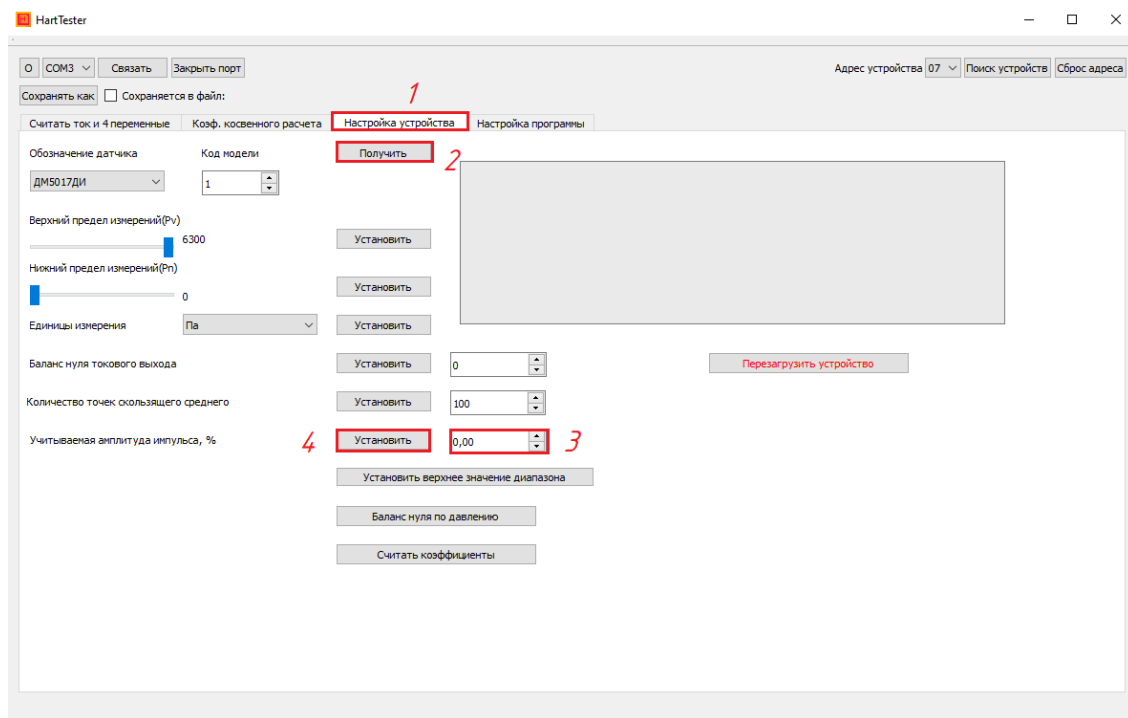 HartTester
О COM3 Связать Закрыть порт Адрес устройства 07 Поиск устройств Сброс адреса
Сохранять как Сохраняется в файл:
1
Считать ток и 4 переменные Коэф. косвенного расчета Настройка устройства Настройка программы
Обозначение датчика Код модели Получить 2
ДМ5017ДИ 1
Верхний предел измерений(Pv)
6300 Установить
Нижний предел измерений(Pn)
0 Установить
Единицы измерения Па Установить
Баланс нуля токового выхода Установить 0 Перезагрузить устройство
Количество точек скользящего среднего Установить 100
Учитываемая амплитуда импульса, % 4 Установить 0,00 3
Установить верхнее значение диапазона
Баланс нуля по давлению
Считать коэффициенты